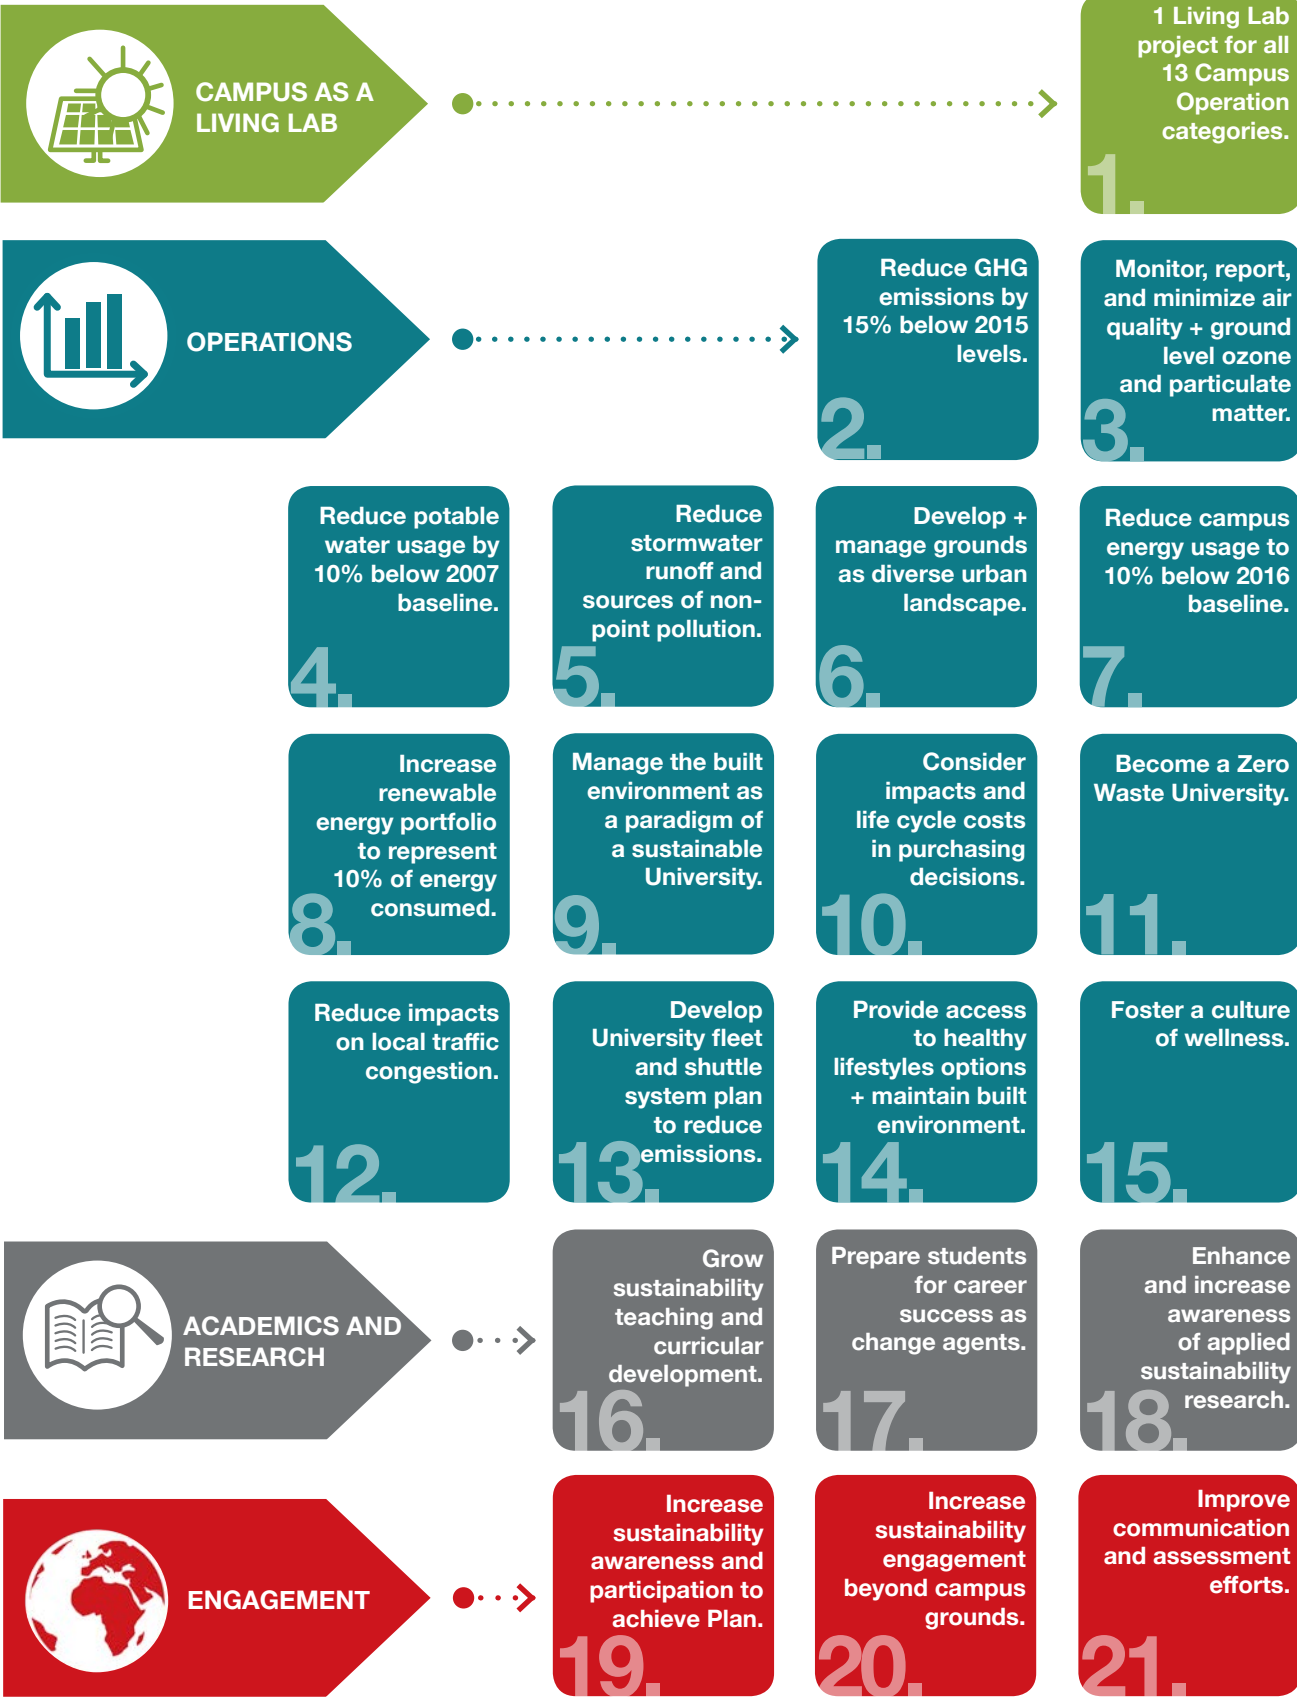 CAMPUS AS A
LIVING LAB
1 Living Lab
project for all
13 Campus
Operation
categories.
1.
OPERATIONS
Reduce GHG
emissions by
15% below 2015
levels.
2.
Monitor, report,
and minimize air
quality + ground
level ozone
and particulate
matter.
3.
Reduce potable
water usage by
10% below 2007
baseline.
4.
Reduce
stormwater
runoff and
sources of non-
point pollution.
5.
Develop +
manage grounds
as diverse urban
landscape.
6.
Reduce campus
energy usage to
10% below 2016
baseline.
7.
Increase
renewable
energy portfolio
to represent
10% of energy
consumed.
8.
Manage the built
environment as
a paradigm of
a sustainable
University.
9.
Consider
impacts and
life cycle costs
in purchasing
decisions.
10.
Become a Zero
Waste University.
11.
Reduce impacts
on local traffic
congestion.
12.
Develop
University fleet
and shuttle
system plan
to reduce
emissions.
13.
Provide access
to healthy
lifestyles options
+ maintain built
environment.
14.
Foster a culture
of wellness.
15.
ACADEMICS AND
RESEARCH
Grow
sustainability
teaching and
curricular
development.
16.
Prepare students
for career
success as
change agents.
17.
Enhance
and increase
awareness
of applied
sustainability
research.
18.
ENGAGEMENT
Increase
sustainability
awareness and
participation to
achieve Plan.
19.
Increase
sustainability
engagement
beyond campus
grounds.
20.
Improve
communication
and assessment
efforts.
21.